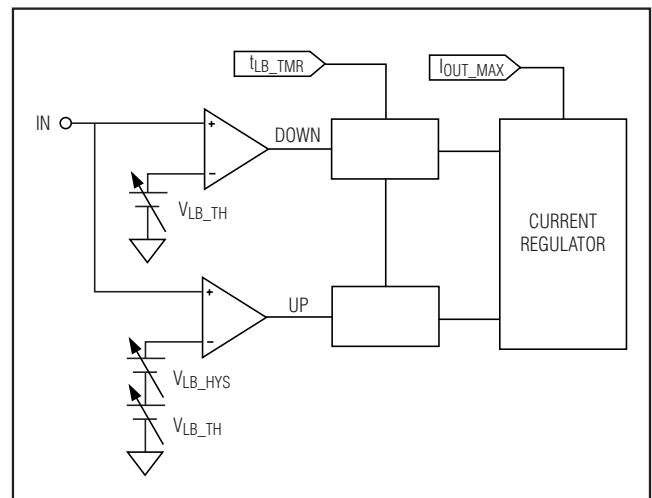 tLB_TMR
IOUT_MAX
IN
+
DOWN
−
VLB_TH
CURRENT
REGULATOR
+
UP
−
VLB_HYS
VLB_TH